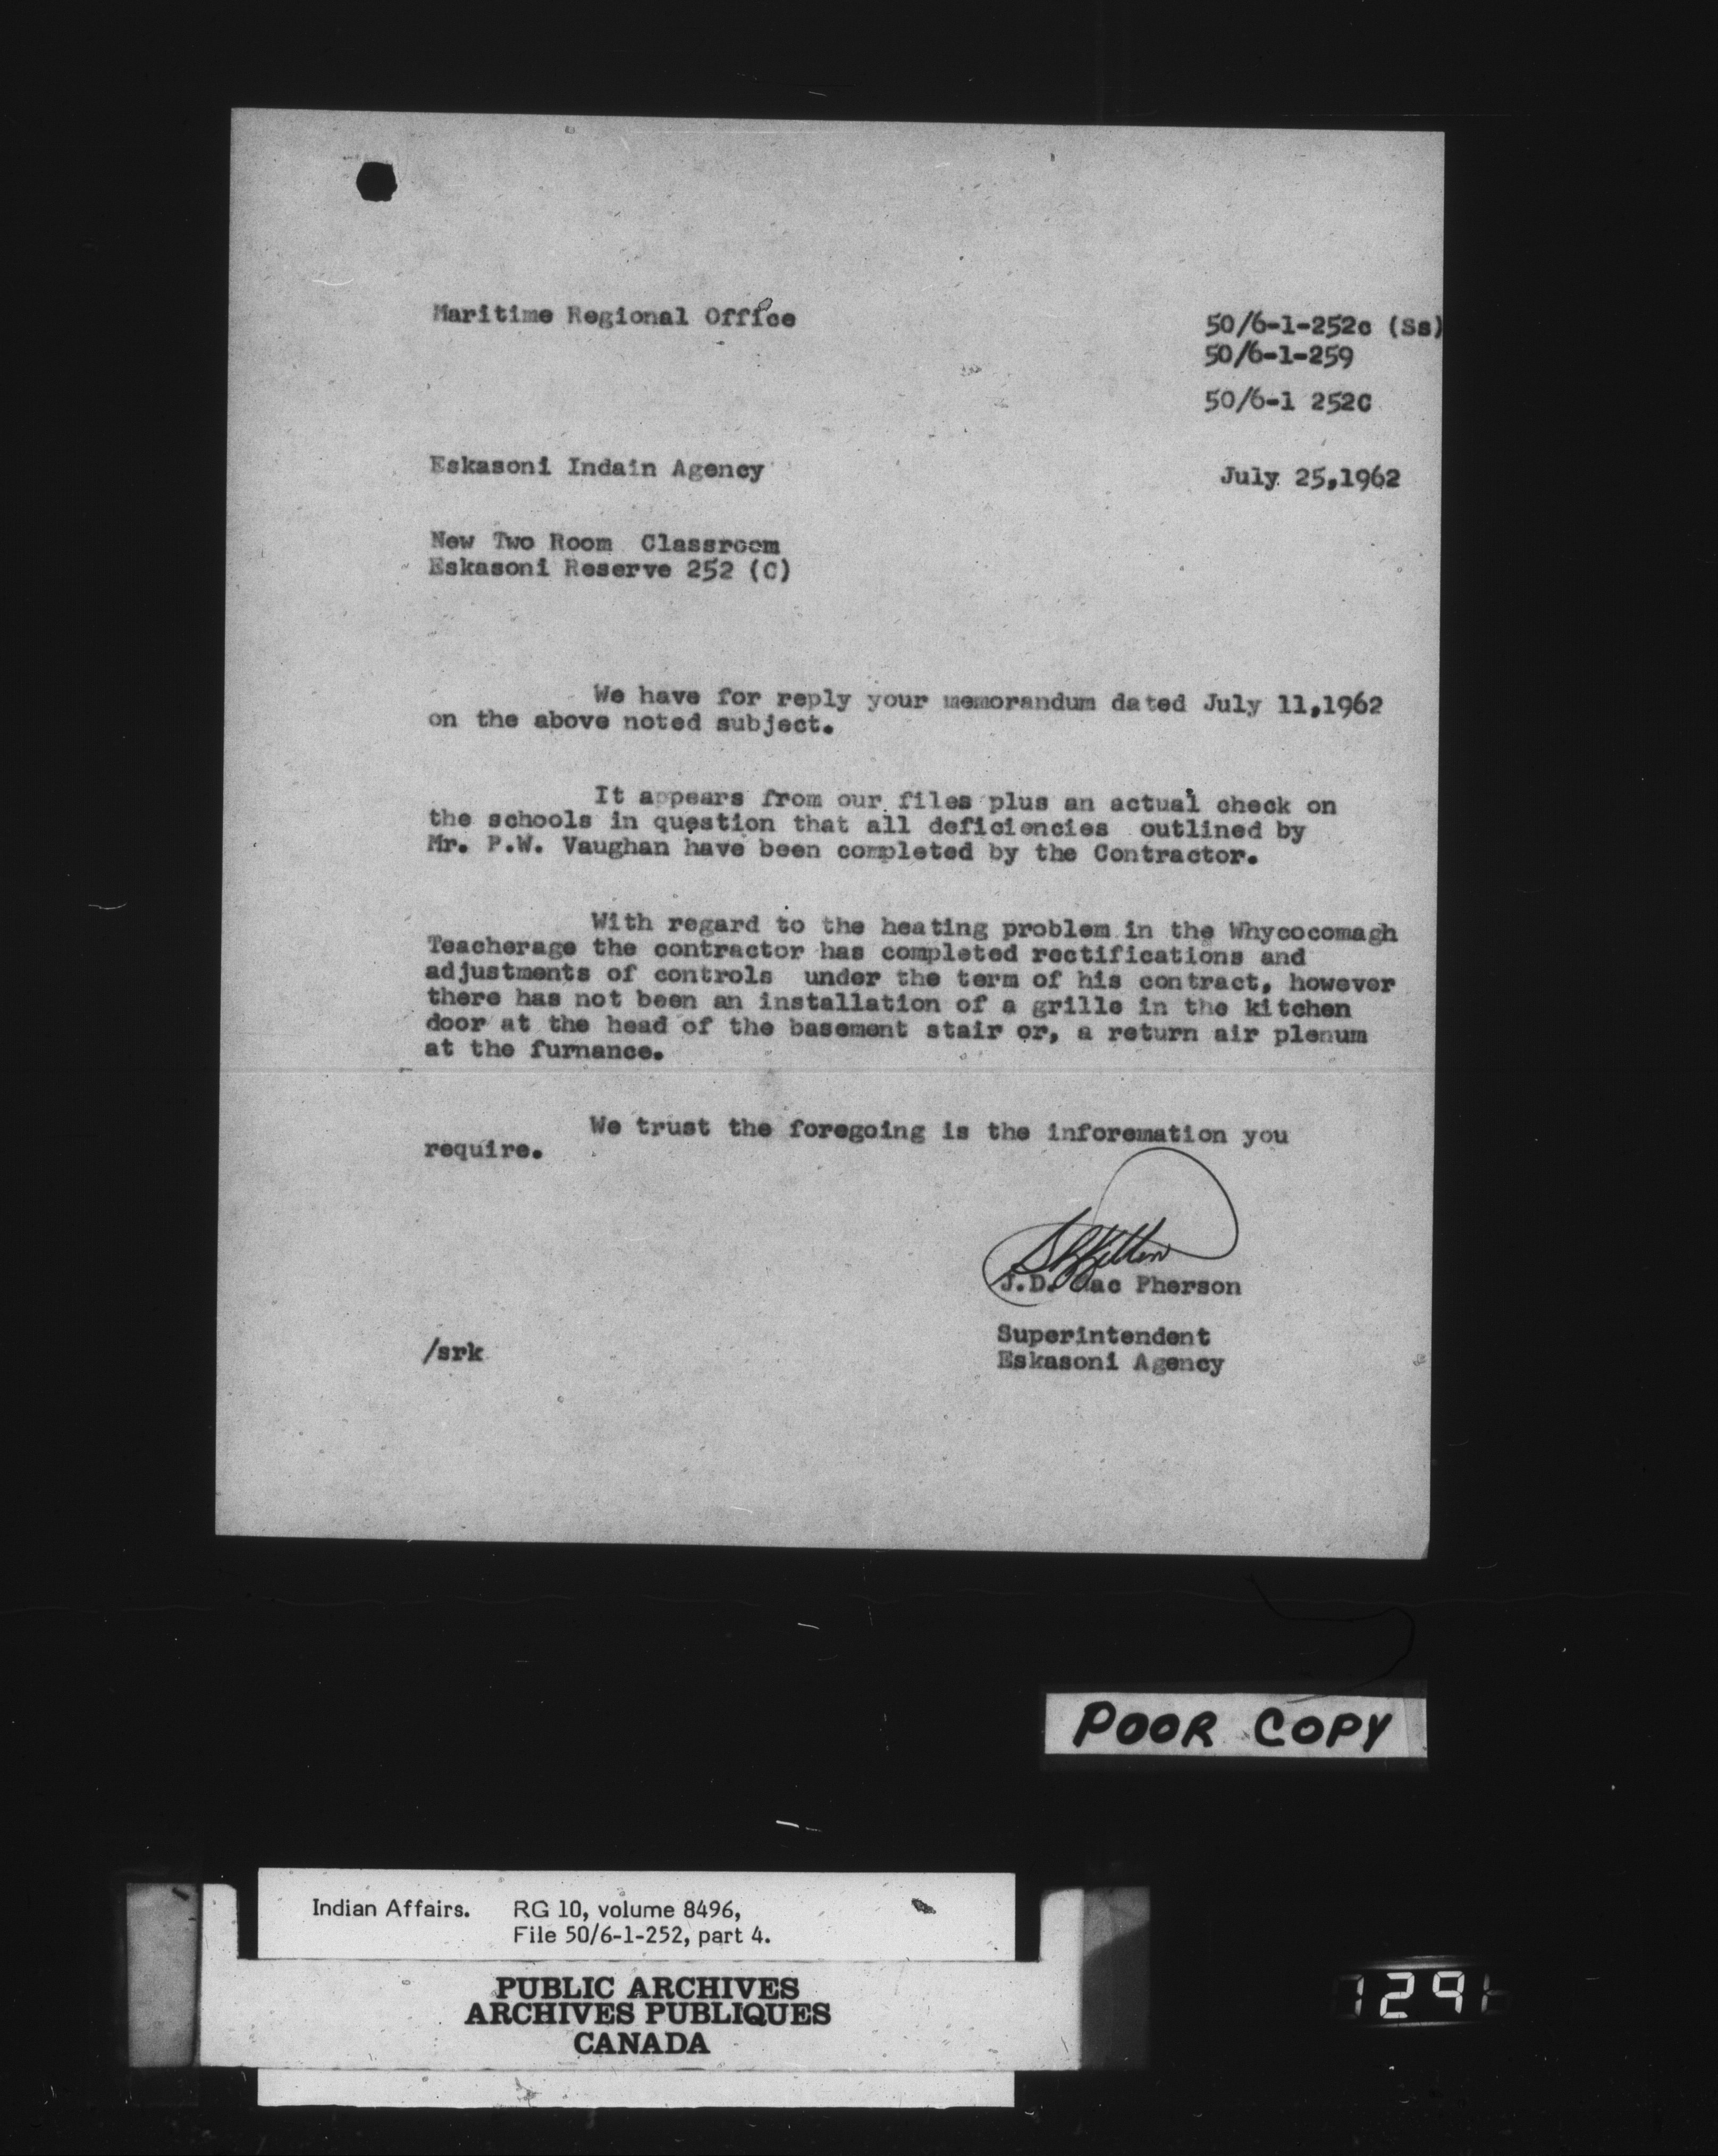 Maritime Regional Office
50/6-1-252c (Ss)
50/6-1-259
50/6-1 252C
Eskasoni Indain Agency
July 25,1962
New Two Room Classroom
Eskasoni Reserve 252 (C)
We have for reply your memorandum dated July 11,1962
on the above noted subject.
It appears from our files plus an actual check on
the schools in question that all deficiencies outlined by
Mr. P.W. Vaughan have been completed by the Contractor.
With regard to the heating problem in the Whycocomagh
Teacherage the contractor has completed rectifications and
adjustments of controls under the term of his contract, however
there has not been an installation of a grille in the kitchen
door at the head of the basement stair or, a return air plenum
at the furnance.
We trust the foregoing is the inforemation you
require.
J.D. Mac Pherson
Superintendent
Eskasoni Agency
/srk
POOR COPY
Indian Affairs. RG 10, volume 8496,
File 50/6-1-252, part 4.
PUBLIC ARCHIVES
ARCHIVES PUBLIQUES
CANADA
1291